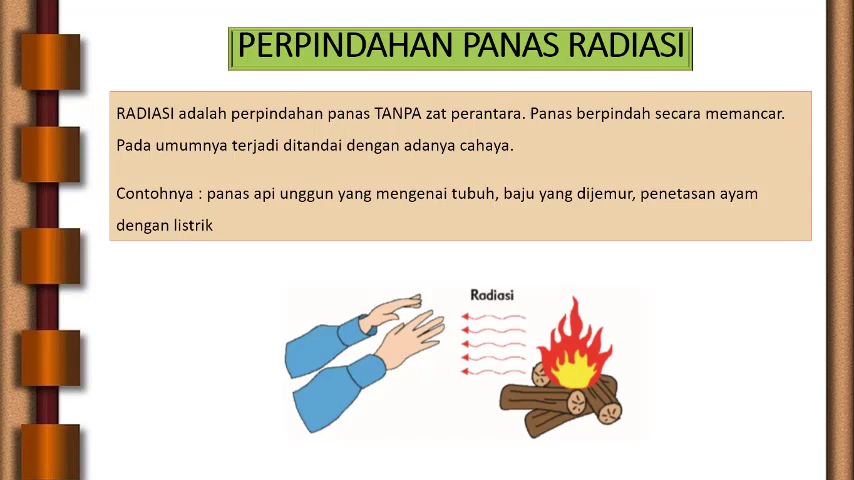 PERPINDAHAN PANAS RADIASI
RADIASI adalah perpindahan panas TANPA zat perantara. Panas berpindah secara memancar.
Pada umumnya terjadi ditandai dengan adanya cahaya.
Contohnya : panas api unggun yang mengenai tubuh, baju yang dijemur, penetasan ayam
dengan listrik
Radiasi